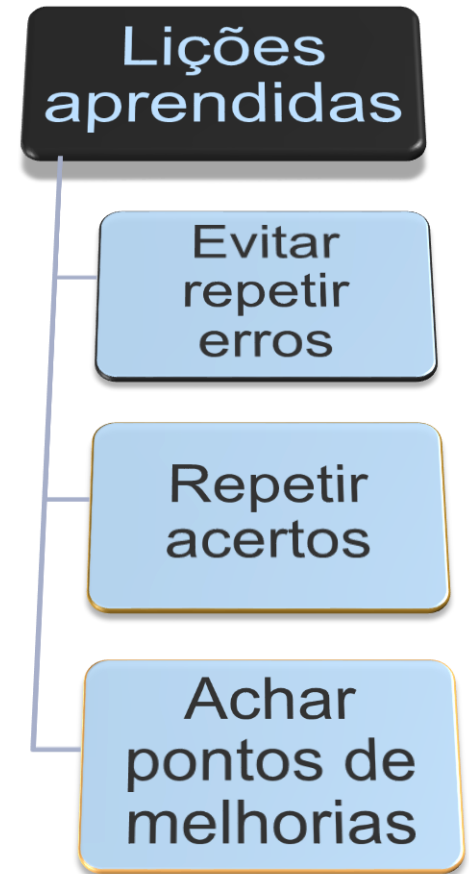 Lições
aprendidas
Evitar
repetir
erros
Repetir
acertos
Achar
pontos de
melhorias